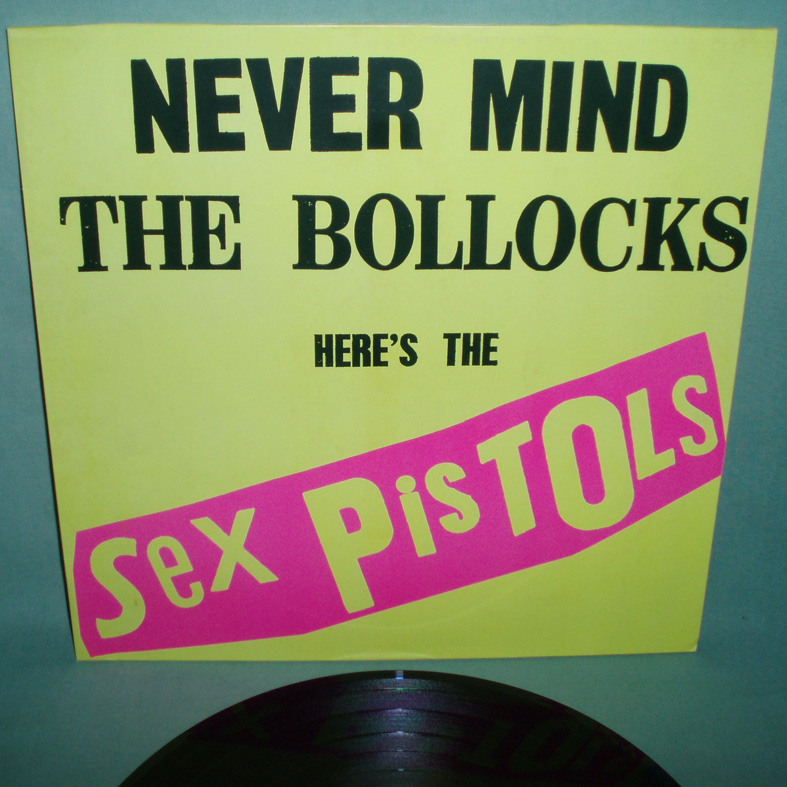 NEVER MIND
THE BOLLOCKS
HERE'S THE
Sex PiSTOLS